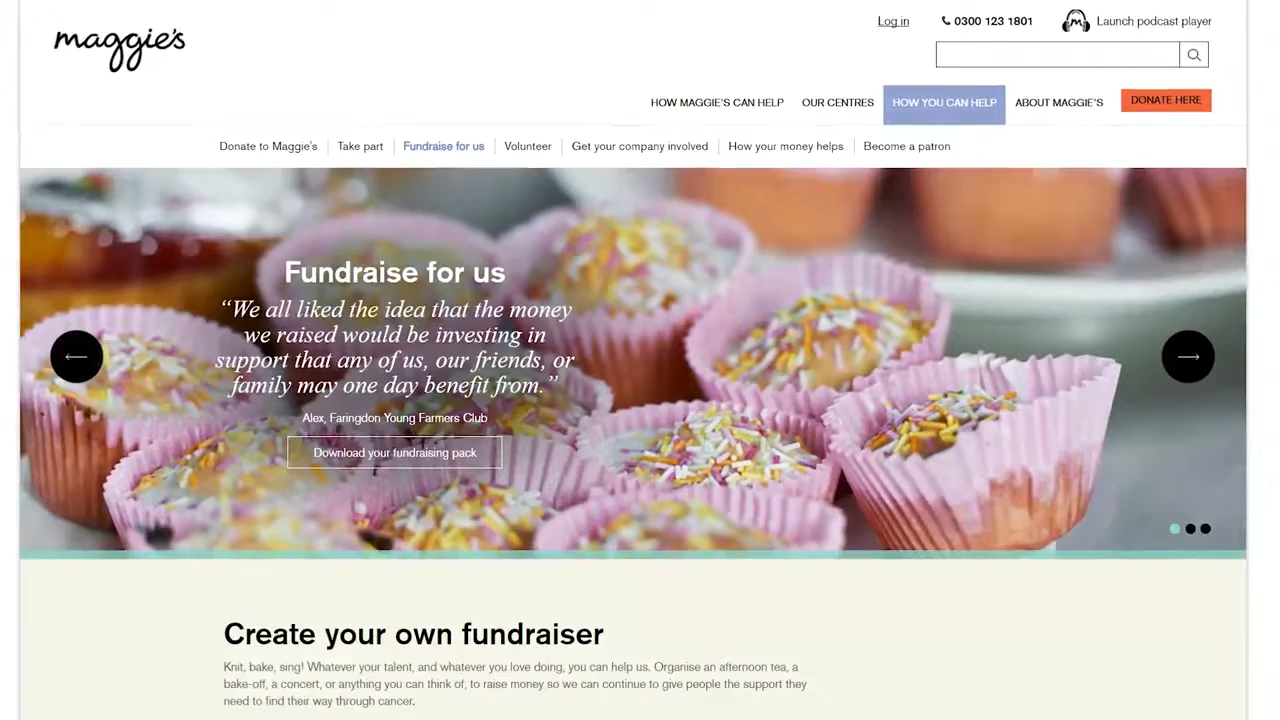 maggie's
Log in
0300 123 1801
Launch podcast player
HOW MAGGIE'S CAN HELP
OUR CENTRES
HOW YOU CAN HELP
ABOUT MAGGIE'S
DONATE HERE
Donate to Maggie's
Take part
Fundraise for us
Volunteer
Get your company involved
How your money helps
Become a patron
Fundraise for us
“We all liked the idea that the money
we raised would be investing in
support that any of us, our friends, or
family may one day benefit from.”
Alex, Faringdon Young Farmers Club
Download your fundraising pack
Create your own fundraiser
Knit, bake, sing! Whatever your talent, and whatever you love doing, you can help us. Organise an afternoon tea, a
bake-off, a concert, or anything you can think of, to raise money so we can continue to give people the support they
need to find their way through cancer.